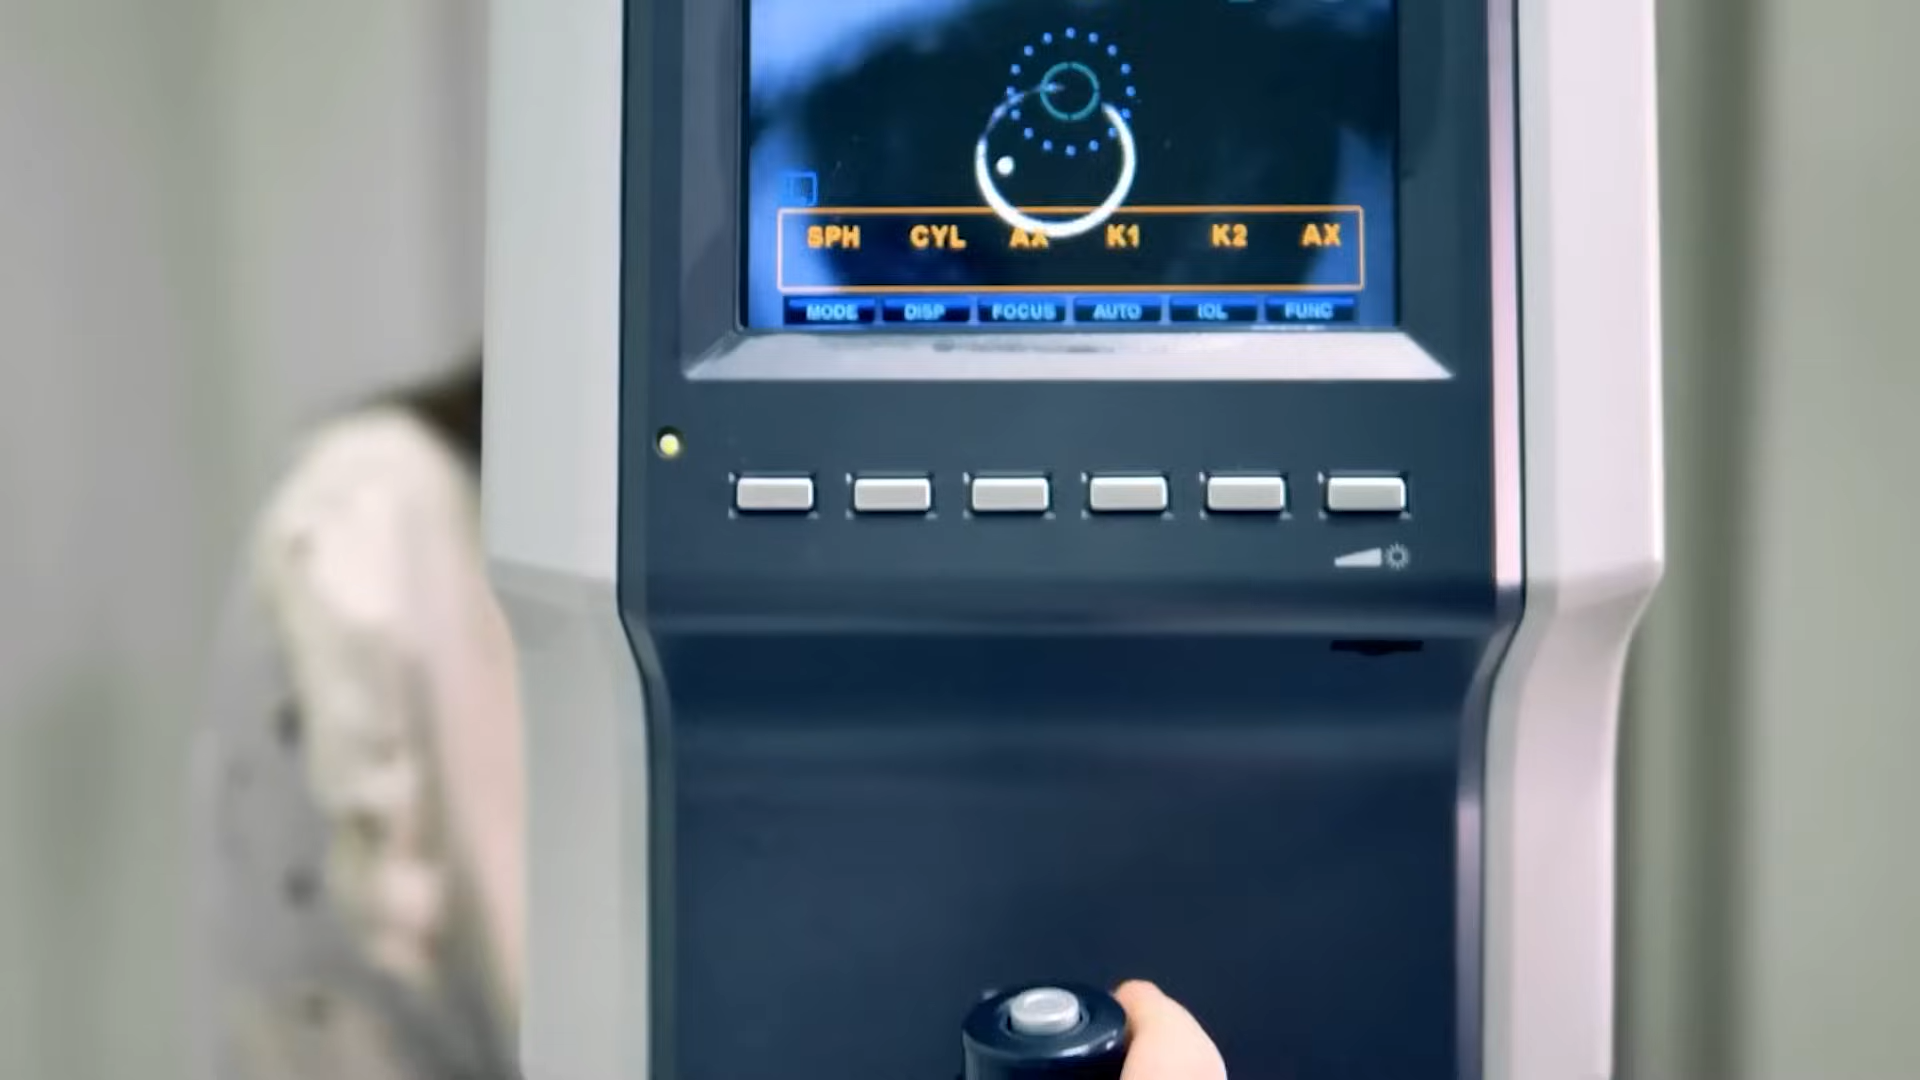 SPH CYL AX K1 K2 AX
MODE DISP FOCUS AUTO IOL FUNC